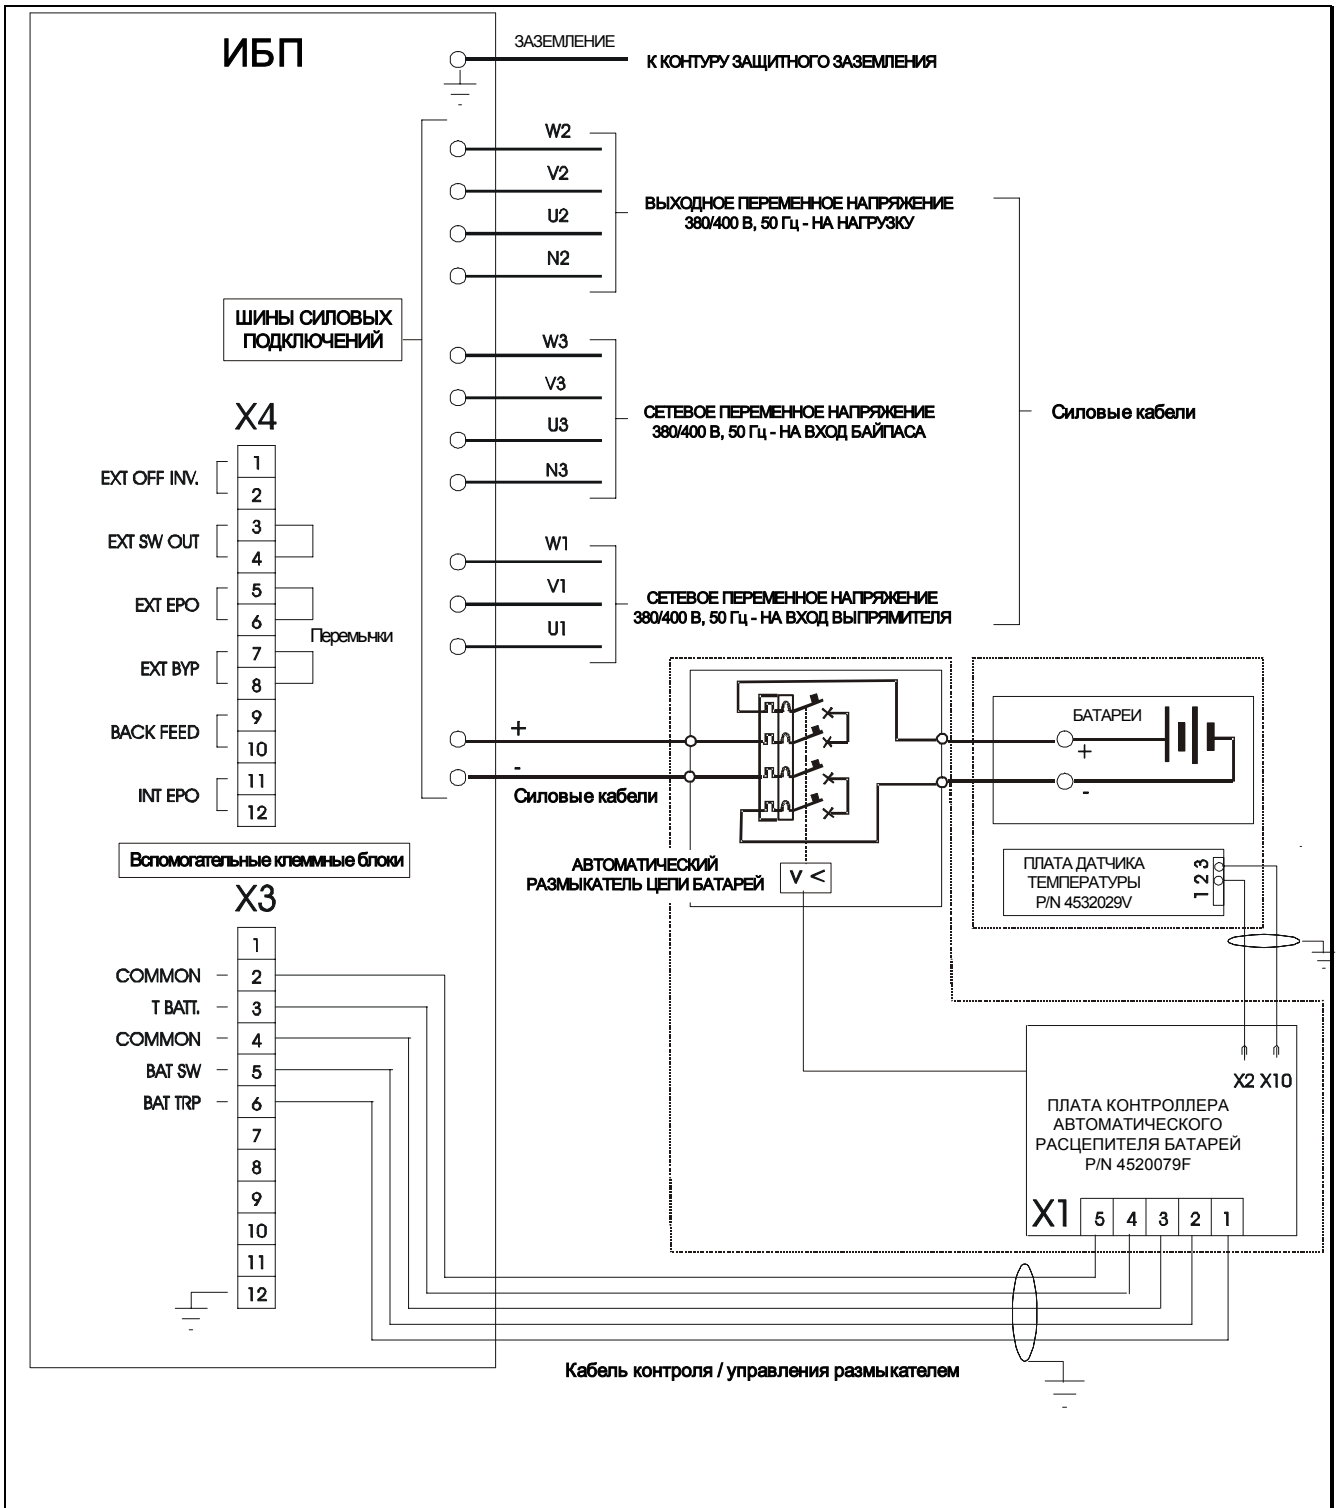 ИБП
ЗАЗЕМЛЕНИЕ
К КОНТУРУ ЗАЩИТНОГО ЗАЗЕМЛЕНИЯ
W2
V2
U2
N2
ВЫХОДНОЕ ПЕРЕМЕННОЕ НАПРЯЖЕНИЕ
380/400 В, 50 Гц - НА НАГРУЗКУ
ШИНЫ СИЛОВЫХ
ПОДКЛЮЧЕНИЙ
W3
V3
U3
N3
СЕТЕВОЕ ПЕРЕМЕННОЕ НАПРЯЖЕНИЕ
380/400 В, 50 Гц - НА ВХОД БАЙПАСА
Силовые кабели
W1
V1
U1
СЕТЕВОЕ ПЕРЕМЕННОЕ НАПРЯЖЕНИЕ
380/400 В, 50 Гц - НА ВХОД ВЫПРЯМИТЕЛЯ
X4
EXT OFF INV.
1
2
EXT SW OUT
3
4
EXT EPO
5
6
Перемычки
EXT BYP
7
8
BACK FEED
9
10
INT EPO
11
12
+
-
Силовые кабели
БАТАРЕИ
+
-
АВТОМАТИЧЕСКИЙ
РАЗМЫКАТЕЛЬ ЦЕПИ БАТАРЕЙ
V <
ПЛАТА ДАТЧИКА
ТЕМПЕРАТУРЫ
P/N 4532029V
1 2 3
Вспомогательные клеммные блоки
X3
1
COMMON - 2
T BATT. - 3
COMMON - 4
BAT SW - 5
BAT TRP - 6
7
8
9
10
11
12
X2 X10
ПЛАТА КОНТРОЛЛЕРА
АВТОМАТИЧЕСКОГО
РАСЦЕПИТЕЛЯ БАТАРЕЙ
P/N 4520079F
X1 5 4 3 2 1
Кабель контроля / управления размыкателем